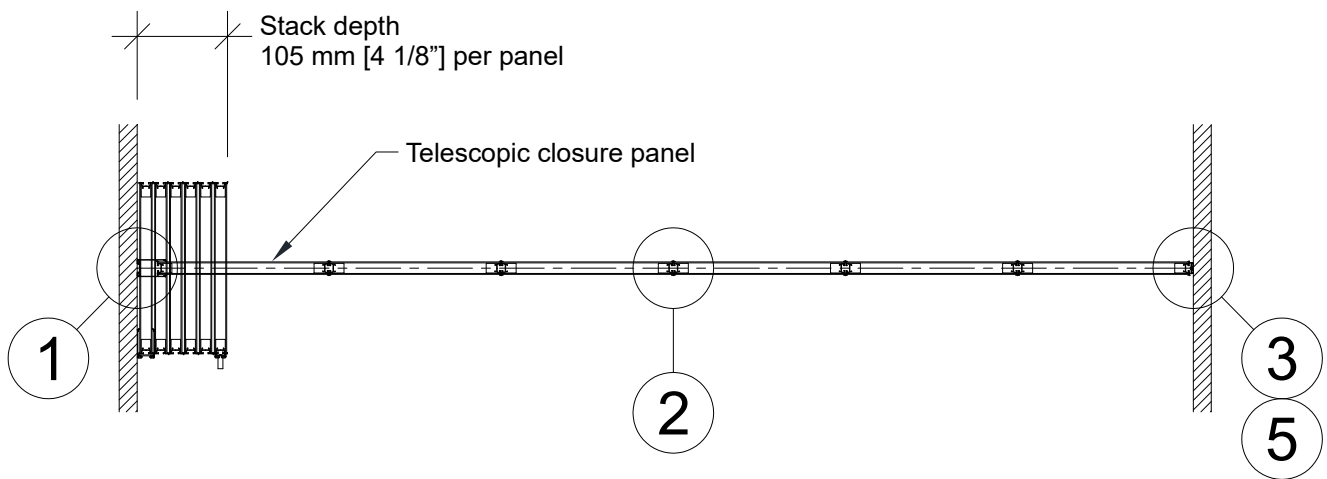 Stack depth
105 mm [4 1/8”] per panel
Telescopic closure panel
1
2
3
5